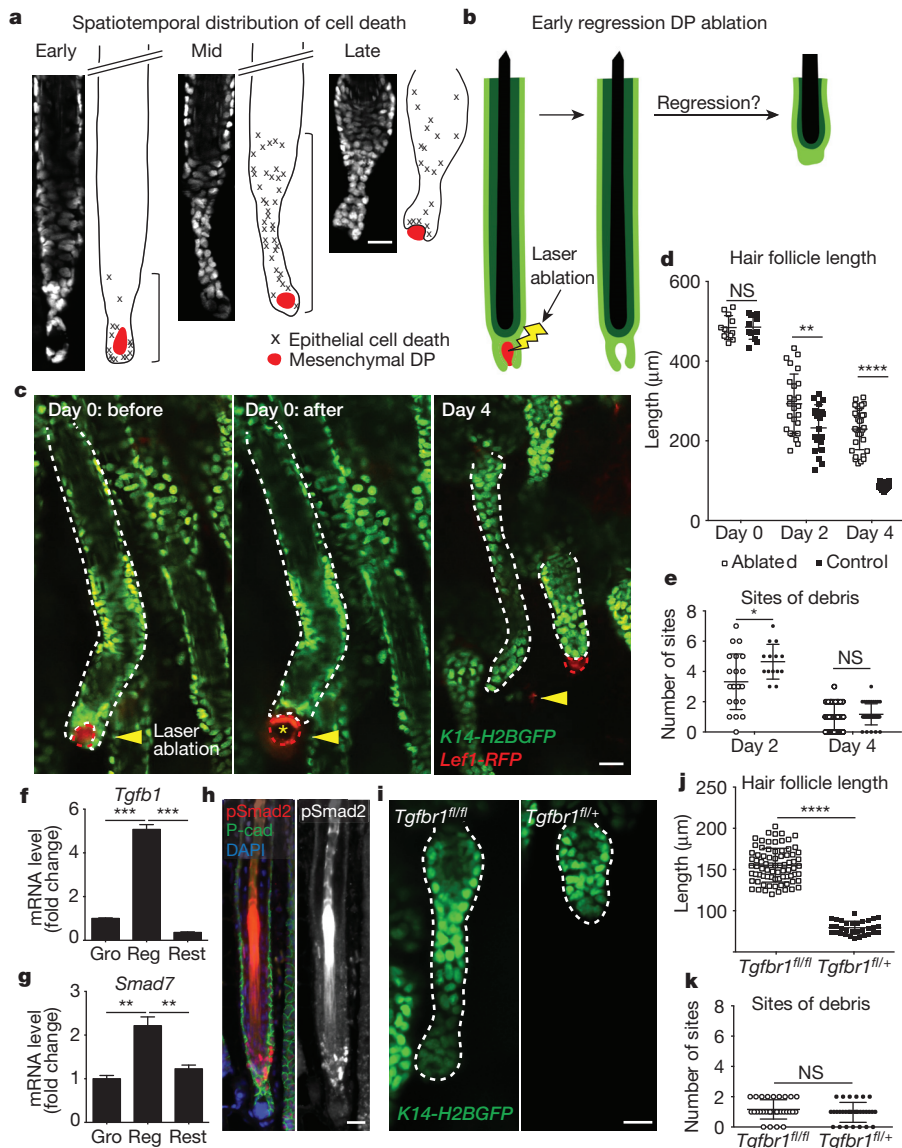 a
Spatiotemporal distribution of cell death
Early
Mid
Late
x Epithelial cell death
Mesenchymal DP
b
Early regression DP ablation
Regression?
Laser
ablation
c
Day 0: before
Day 0: after
Day 4
Laser
ablation
*
K14-H2BGFP
Lef1-RFP
d
Hair follicle length
Length (µm)
600
400
200
0
NS
**
****
Day 0
Day 2
Day 4
Ablated
Control
e
Sites of debris
Number of sites
8
6
4
2
0
*
NS
Day 2
Day 4
f
Tgfb1
mRNA level
(fold change)
6
4
2
0
***
***
Gro
Reg
Rest
g
Smad7
mRNA level
(fold change)
3
2
1
0
**
**
Gro
Reg
Rest
h
pSmad2
P-cad
DAPI
pSmad2
i
Tgfbr1fl/fl
Tgfbr1fl/+
K14-H2BGFP
j
Hair follicle length
Length (µm)
250
200
150
100
50
****
Tgfbr1fl/fl
Tgfbr1fl/+
k
Sites of debris
Number of sites
8
6
4
2
0
NS
Tgfbr1fl/fl
Tgfbr1fl/+